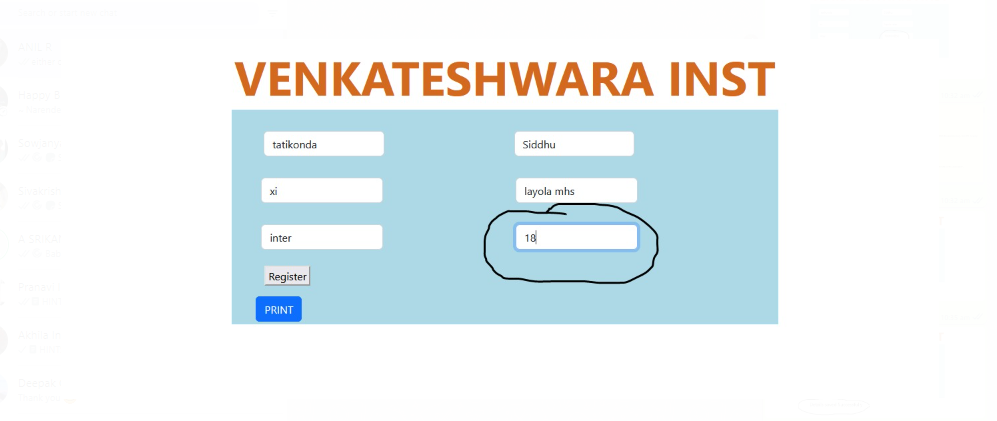 VENKATESHWARA INST
tatikonda Siddhu
xi layola mhs
inter 18
Register
PRINT